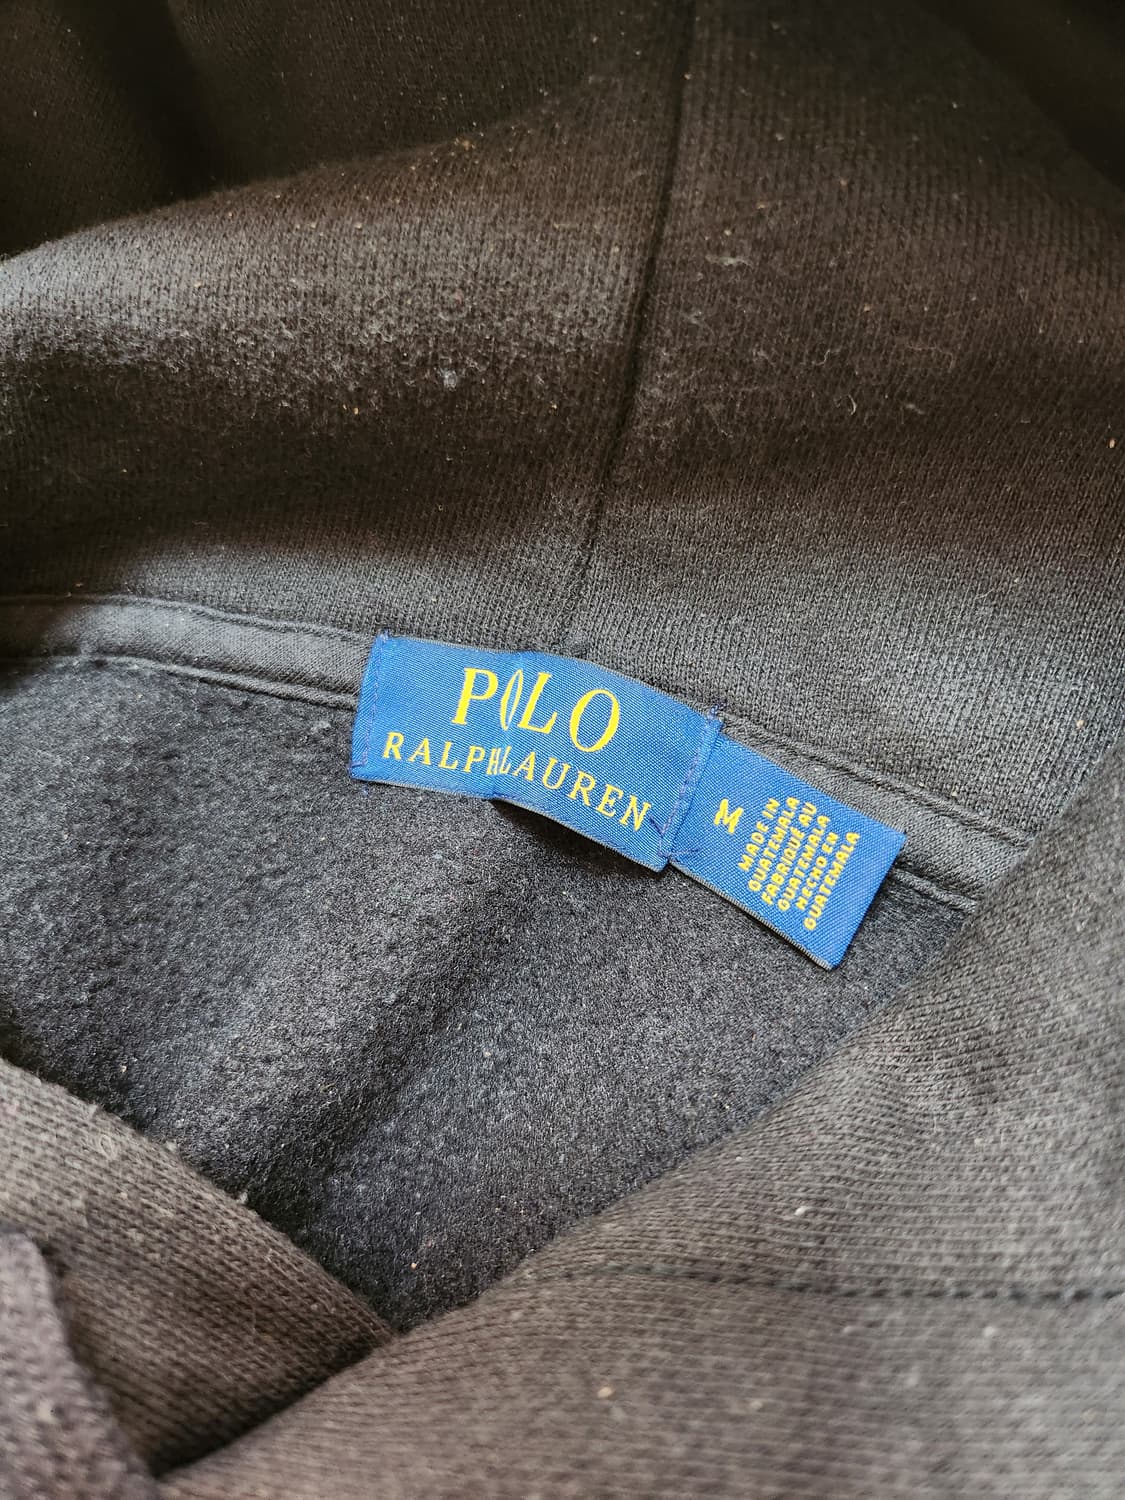 POLO
RALPH LAUREN
M
MADE IN
GUATEMALA
FABRIQUÉ AU
GUATEMALA
HECHO EN
GUATEMALA